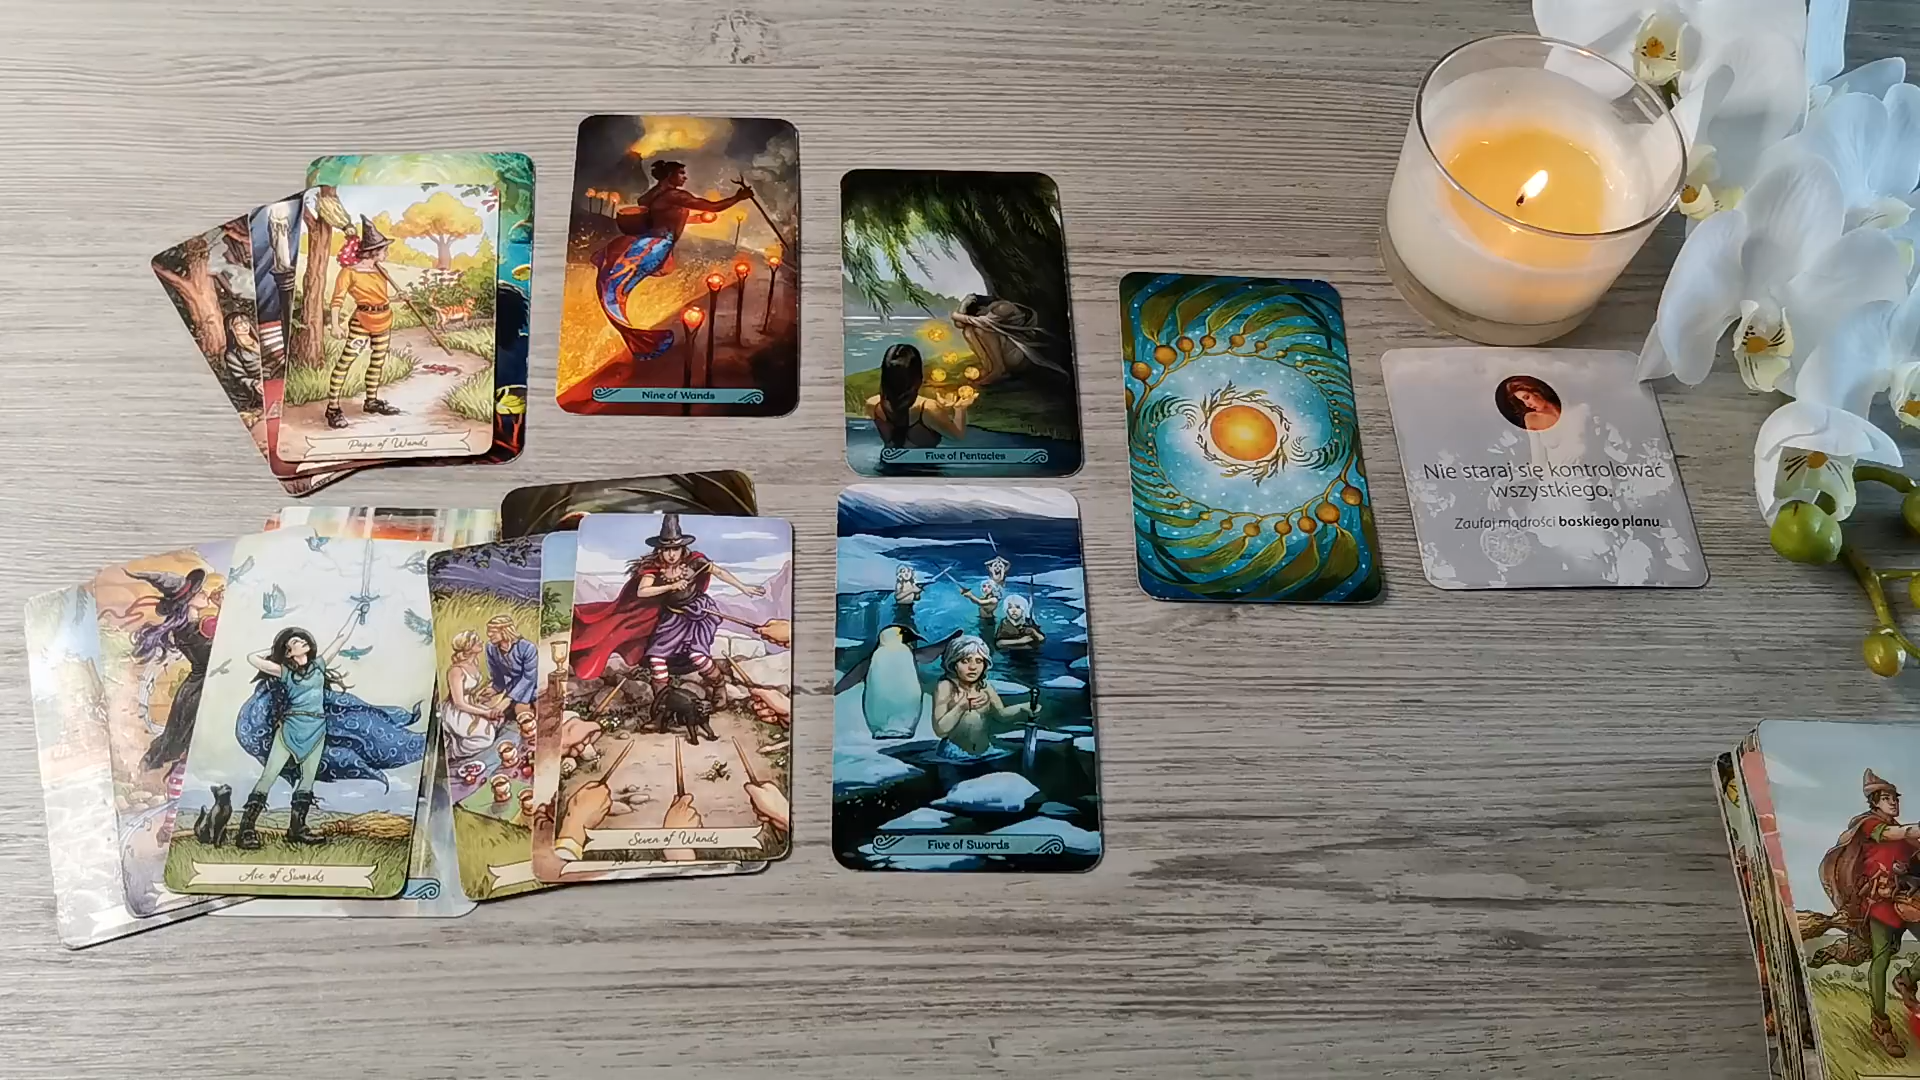 Page of Wands
Nine of Wands
Five of Pentacles
Nie staraj się kontrolować
wszystkiego.
Zaufaj mądrości boskiego planu
Ace of Swords
Seven of Wands
Five of Swords